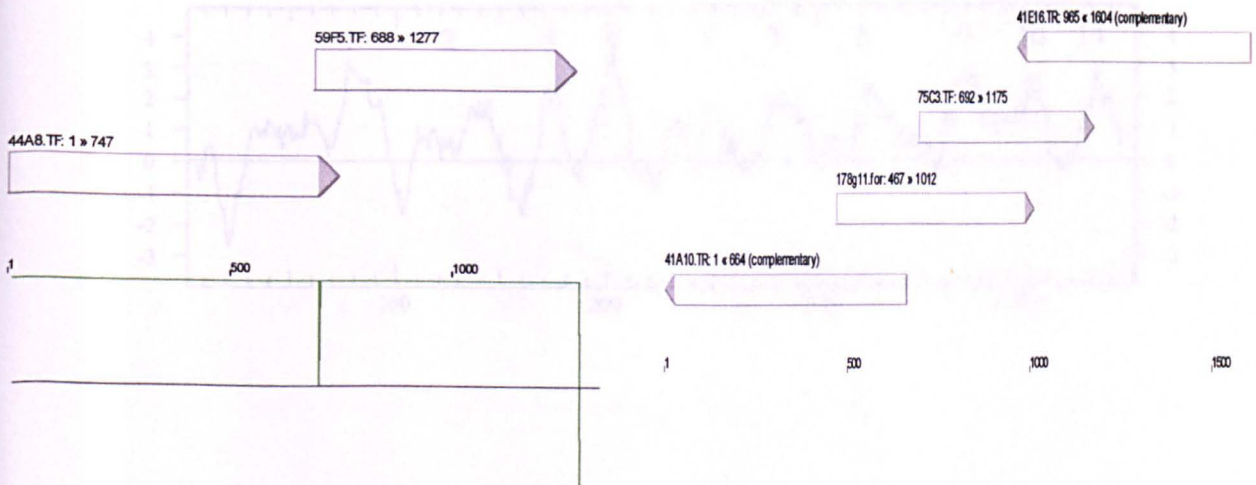 59F5.TF: 688 » 1277
44A8.TF: 1 » 747
1 500 1000
41E16.TR: 965 « 1604 (complementary)
75C3.TF: 692 » 1175
178g11.for: 467 » 1012
41A10.TR: 1 « 664 (complementary)
1 500 1000 1500